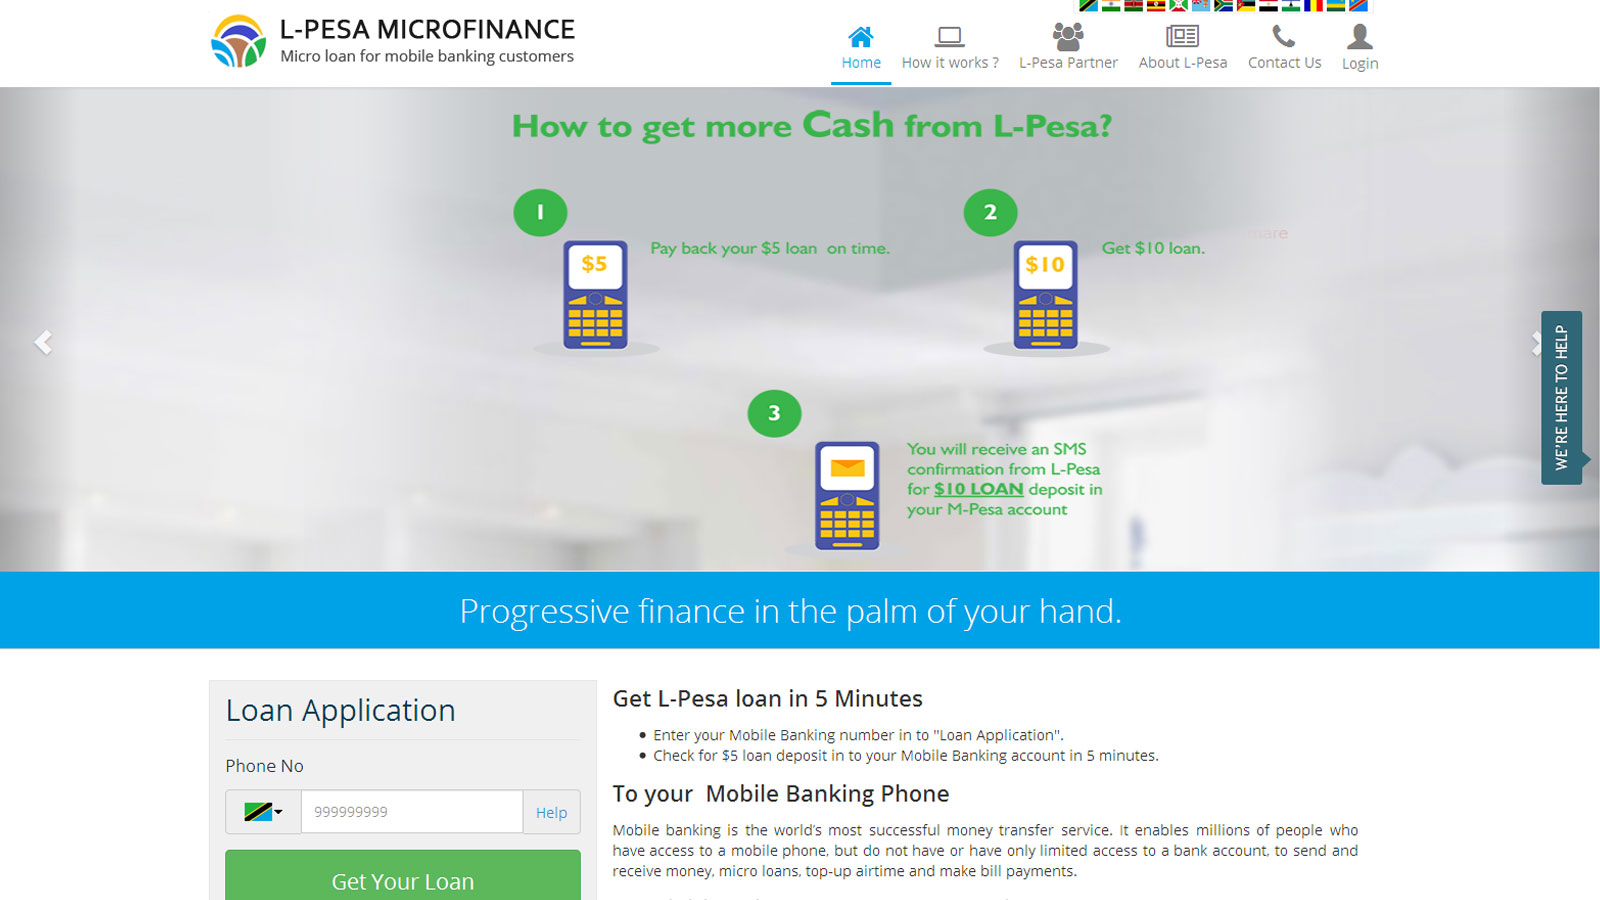 L-PESA MICROFINANCE
Micro loan for mobile banking customers
Home
How it works ?
L-Pesa Partner
About L-Pesa
Contact Us
Login
How to get more Cash from L-Pesa?
1
$5
Pay back your $5 loan on time.
2
$10
Get $10 loan.
3
You will receive an SMS
confirmation from L-Pesa
for $10 LOAN deposit in
your M-Pesa account
WE'RE HERE TO HELP
Progressive finance in the palm of your hand.
Loan Application
Phone No
999999999
Help
Get Your Loan
Get L-Pesa loan in 5 Minutes
Enter your Mobile Banking number in to "Loan Application".
Check for $5 loan deposit in to your Mobile Banking account in 5 minutes.
To your Mobile Banking Phone
Mobile banking is the world's most successful money transfer service. It enables millions of people who
have access to a mobile phone, but do not have or have only limited access to a bank account, to send and
receive money, micro loans, top-up airtime and make bill payments.